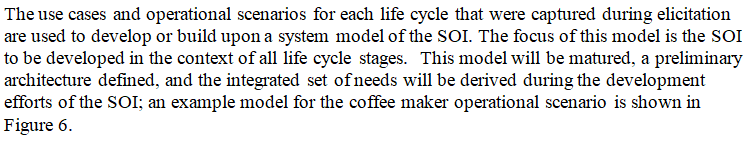 The use cases and operational scenarios for each life cycle that were captured during elicitation
are used to develop or build upon a system model of the SOI. The focus of this model is the SOI
to be developed in the context of all life cycle stages.  This model will be matured, a preliminary
architecture defined, and the integrated set of needs will be derived during the development
efforts of the SOI; an example model for the coffee maker operational scenario is shown in
Figure 6.